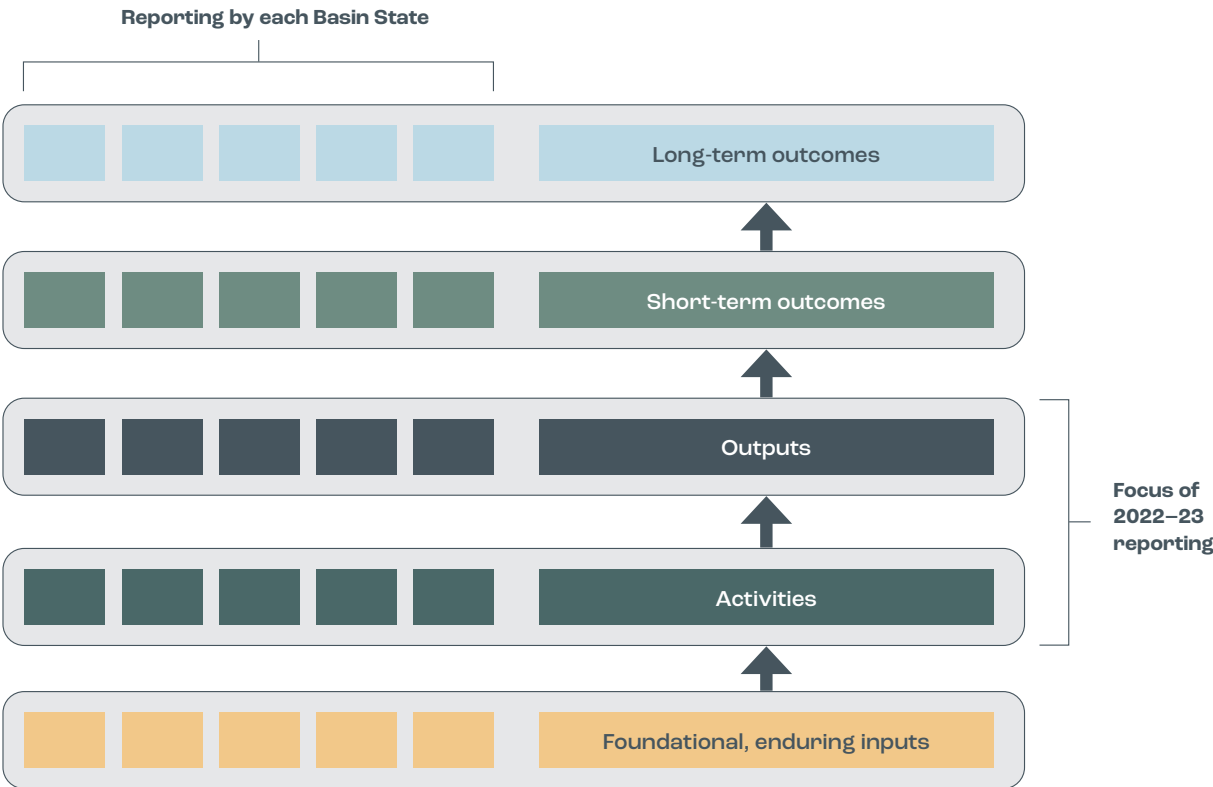 Reporting by each Basin State
Long-term outcomes
Short-term outcomes
Outputs
Focus of
2022–23
reporting
Activities
Foundational, enduring inputs